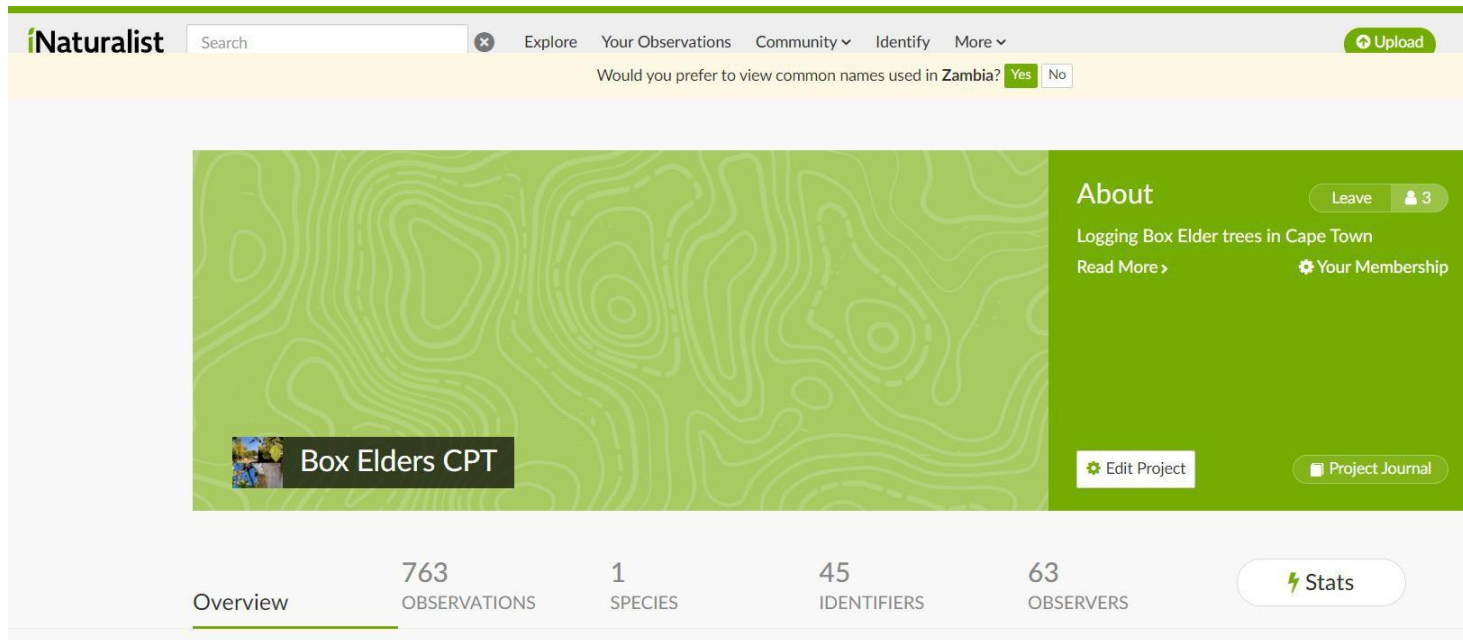 iNaturalist Search Explore Your Observations Community Identify More Upload
Would you prefer to view common names used in Zambia? Yes No
About Leave 3
Logging Box Elder trees in Cape Town
Read More › Your Membership
Box Elders CPT
Edit Project Project Journal
Overview
763
OBSERVATIONS
1
SPECIES
45
IDENTIFIERS
63
OBSERVERS
Stats